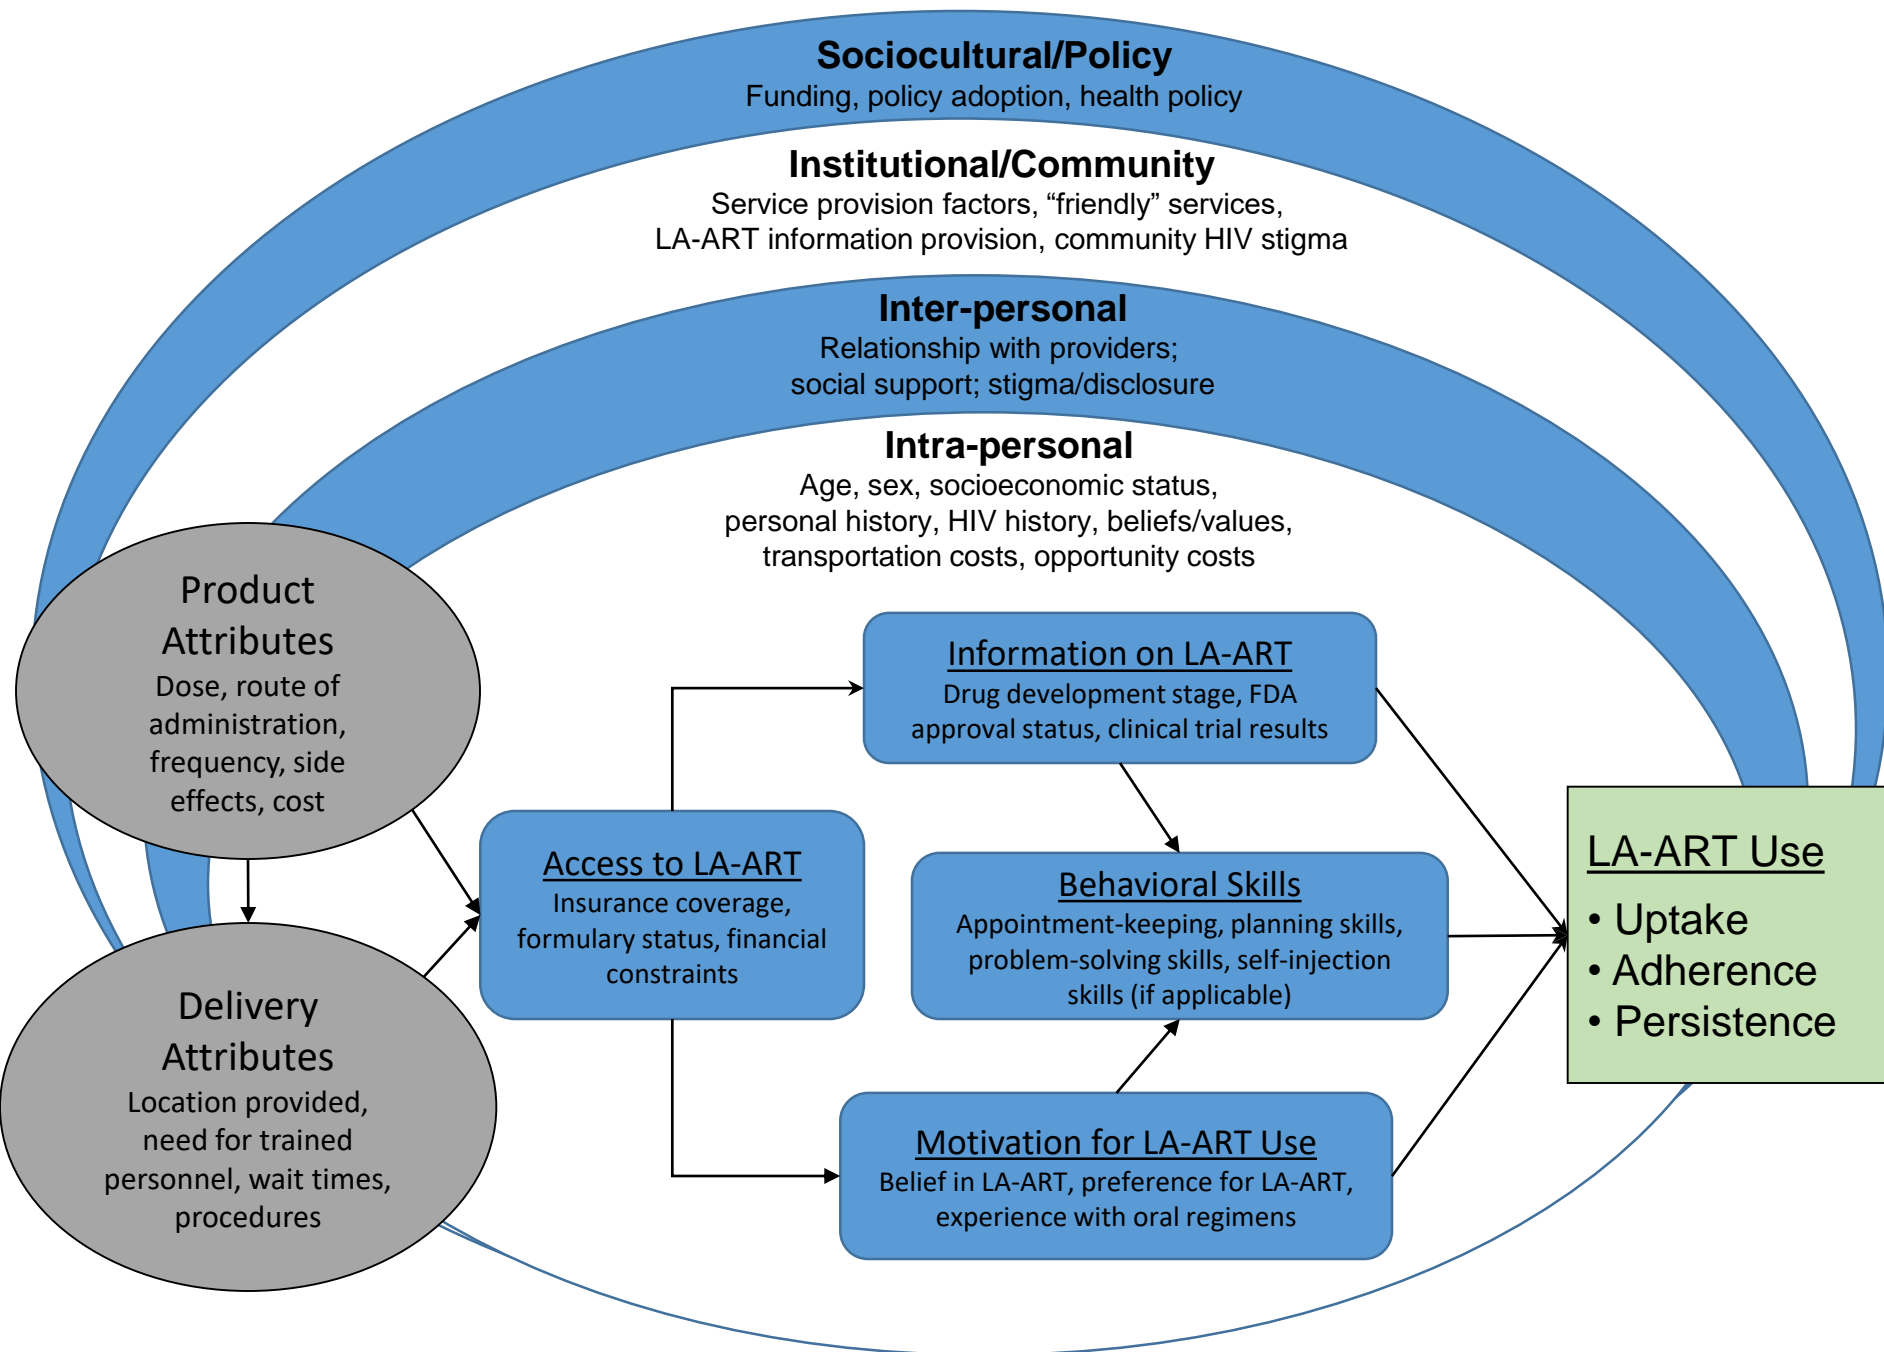 Sociocultural/Policy
Funding, policy adoption, health policy
Institutional/Community
Service provision factors, “friendly” services,
LA-ART information provision, community HIV stigma
Inter-personal
Relationship with providers;
social support; stigma/disclosure
Intra-personal
Age, sex, socioeconomic status,
personal history, HIV history, beliefs/values,
transportation costs, opportunity costs
Product
Attributes
Dose, route of
administration,
frequency, side
effects, cost
Delivery
Attributes
Location provided,
need for trained
personnel, wait times,
procedures
Access to LA-ART
Insurance coverage,
formulary status, financial
constraints
Information on LA-ART
Drug development stage, FDA
approval status, clinical trial results
Behavioral Skills
Appointment-keeping, planning skills,
problem-solving skills, self-injection
skills (if applicable)
Motivation for LA-ART Use
Belief in LA-ART, preference for LA-ART,
experience with oral regimens
LA-ART Use
• Uptake
• Adherence
• Persistence